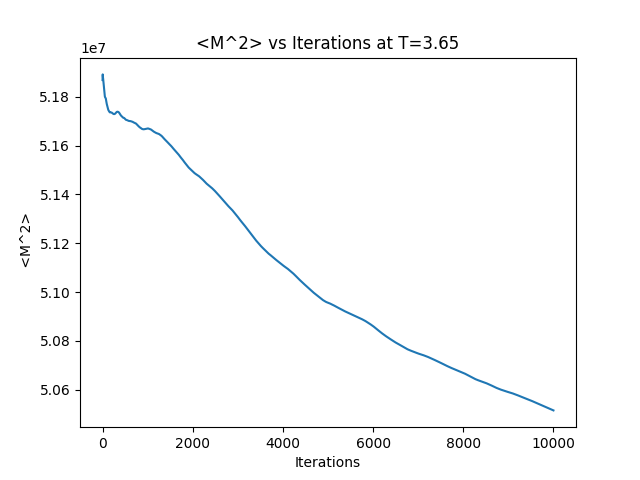 <M^2> vs Iterations at T=3.65
1e7
5.18
5.16
5.14
5.12
5.10
5.08
5.06
<M^2>
0 2000 4000 6000 8000 10000
Iterations